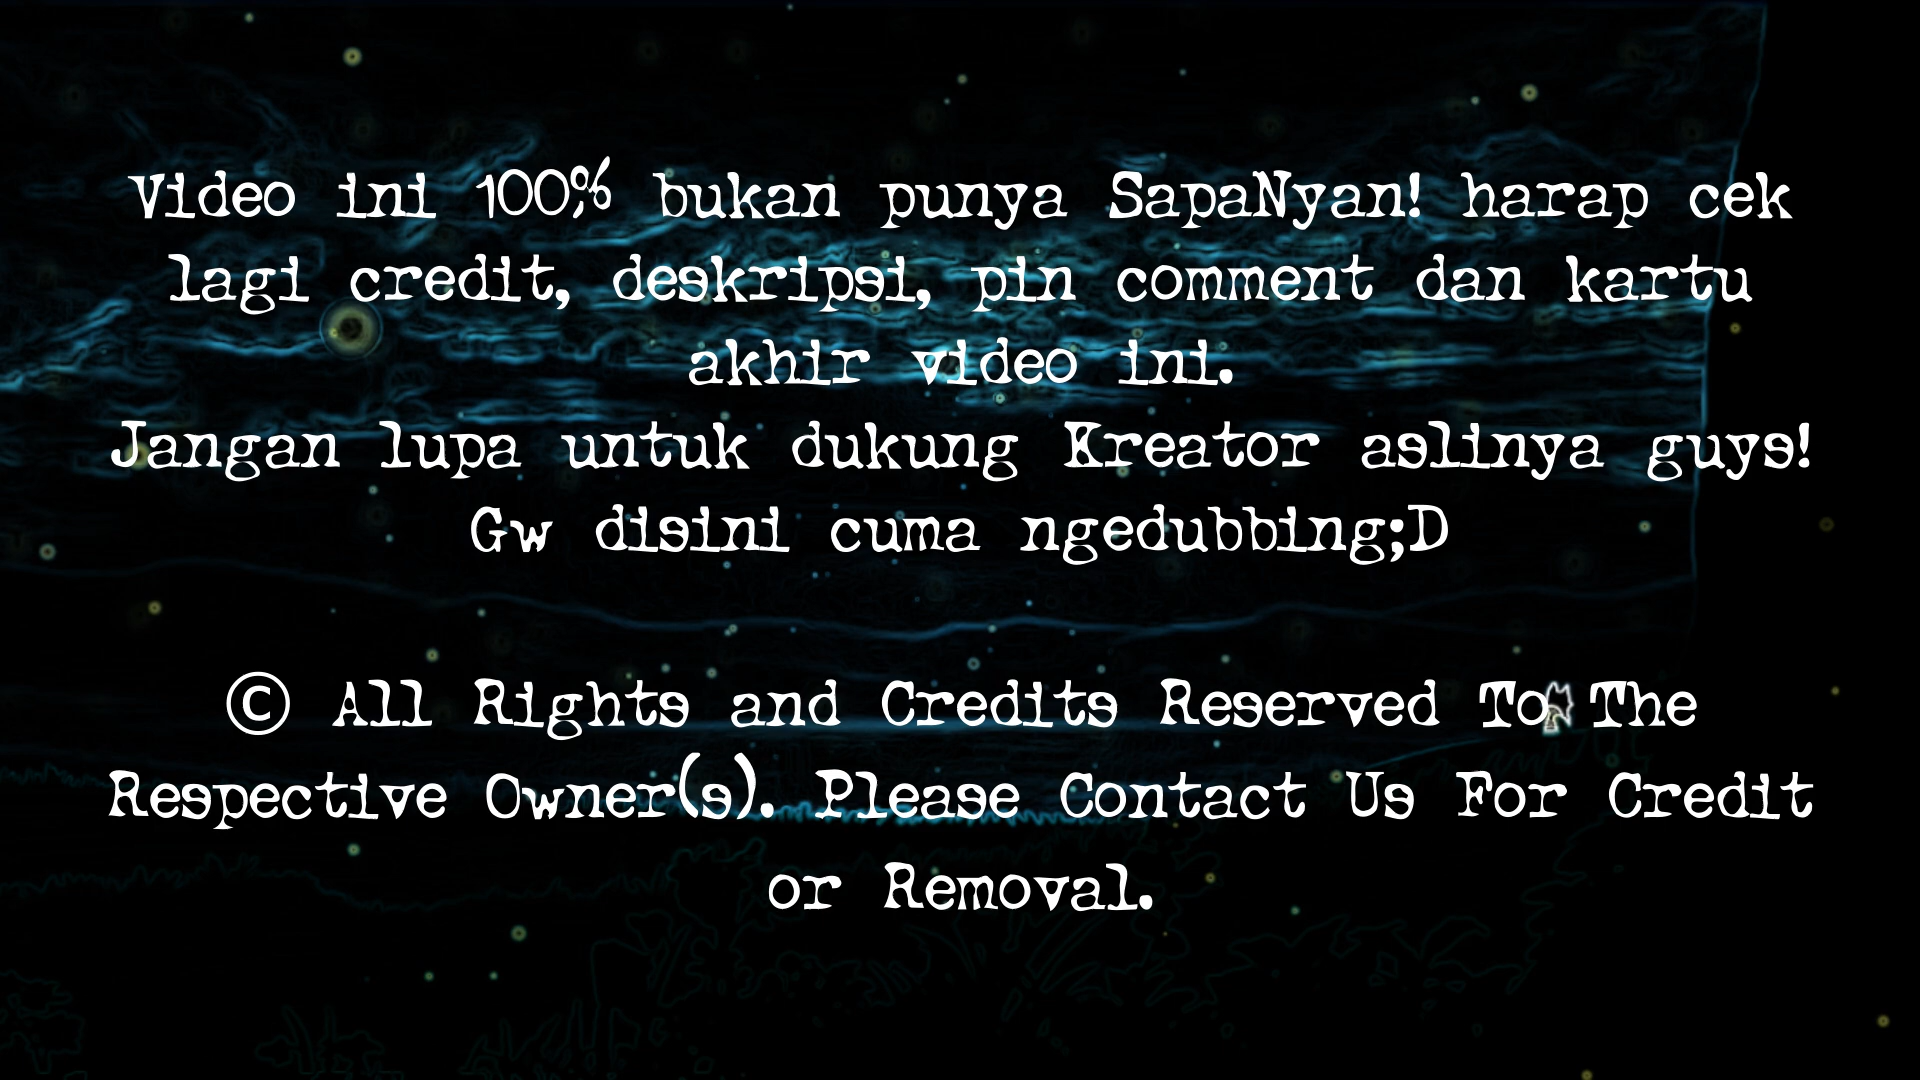 Video ini 100% bukan punya SapaNyan! harap cek
lagi credit, deskripsi, pin comment dan kartu
akhir video ini.
Jangan lupa untuk dukung Kreator aslinya guys!
Gw disini cuma ngedubbing;D
© All Rights and Credits Reserved To The
Respective Owner(s). Please Contact Us For Credit
or Removal.